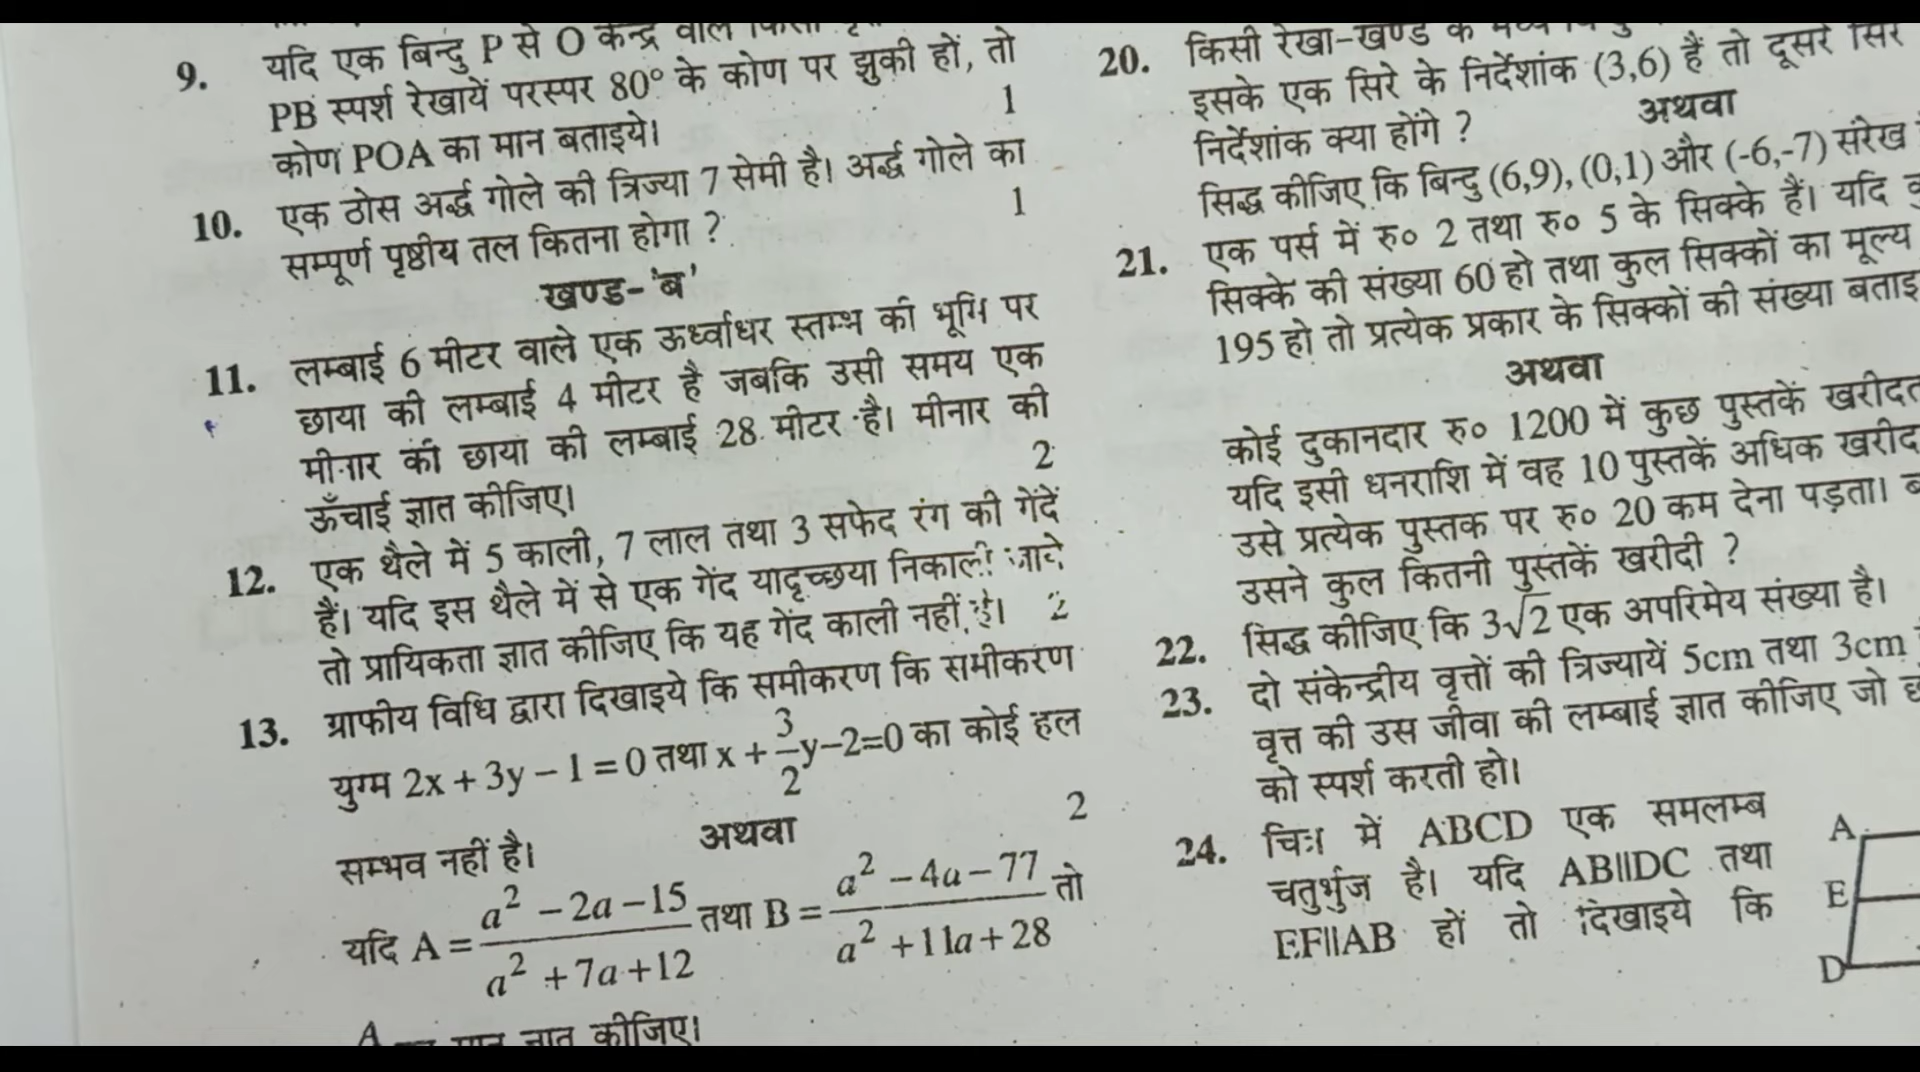 9. यदि एक बिन्दु P से O केन्द्र वाले किसी
PB स्पर्श रेखायें परस्पर 80° के कोण पर झुकी हों, तो
कोण POA का मान बताइये। 1
10. एक ठोस अर्द्ध गोले की त्रिज्या 7 सेमी है। अर्द्ध गोले का
सम्पूर्ण पृष्ठीय तल कितना होगा ? 1
खण्ड-'ब'
11. लम्बाई 6 मीटर वाले एक ऊर्ध्वाधर स्तम्भ की भूमि पर
छाया की लम्बाई 4 मीटर है जबकि उसी समय एक
मीनार की छाया की लम्बाई 28 मीटर है। मीनार की
ऊँचाई ज्ञात कीजिए। 2
12. एक थैले में 5 काली, 7 लाल तथा 3 सफेद रंग की गेंदें
हैं। यदि इस थैले में से एक गेंद यादृच्छया निकाली जाये
तो प्रायिकता ज्ञात कीजिए कि यह गेंद काली नहीं है। 2
13. ग्राफीय विधि द्वारा दिखाइये कि समीकरण कि समीकरण
युग्म 2x + 3y – 1 = 0 तथा x + 3/2 y–2=0 का कोई हल
सम्भव नहीं है। 2
अथवा
यदि A = (a² – 2a – 15)/(a² + 7a + 12) तथा B = (a² – 4a – 77)/(a² + 11a + 28) तो
A ज्ञात कीजिए।
20. किसी रेखा-खण्ड के
इसके एक सिरे के निर्देशांक (3,6) हैं तो दूसरे सिरे
निर्देशांक क्या होंगे ?
अथवा
सिद्ध कीजिए कि बिन्दु (6,9), (0,1) और (-6,-7) संरेख
21. एक पर्स में रु० 2 तथा रु० 5 के सिक्के हैं। यदि
सिक्के की संख्या 60 हो तथा कुल सिक्कों का मूल्य
195 हो तो प्रत्येक प्रकार के सिक्कों की संख्या बताइ
अथवा
कोई दुकानदार रु० 1200 में कुछ पुस्तकें खरीदत
यदि इसी धनराशि में वह 10 पुस्तकें अधिक खरीद
उसे प्रत्येक पुस्तक पर रु० 20 कम देना पड़ता।
उसने कुल कितनी पुस्तकें खरीदी ?
22. सिद्ध कीजिए कि 3√2 एक अपरिमेय संख्या है।
23. दो संकेन्द्रीय वृत्तों की त्रिज्यायें 5cm तथा 3cm
वृत्त की उस जीवा की लम्बाई ज्ञात कीजिए जो
को स्पर्श करती हो।
24. चित्र में ABCD एक समलम्ब
चतुर्भुज है। यदि AB||DC तथा
EF||AB हों तो दिखाइये कि
A
E
D